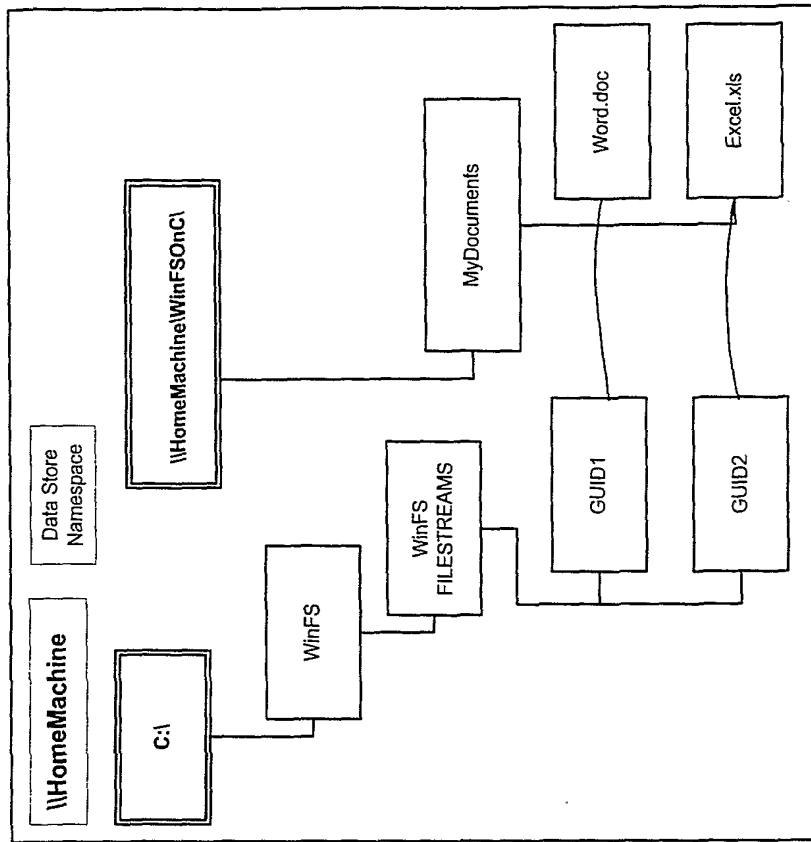 \\HomeMachine
Data Store
Namespace
C:\
\\HomeMachine\WinFSOnC\
WinFS
WinFS
FILESTREAMS
MyDocuments
GUID1
Word.doc
GUID2
Excel.xls